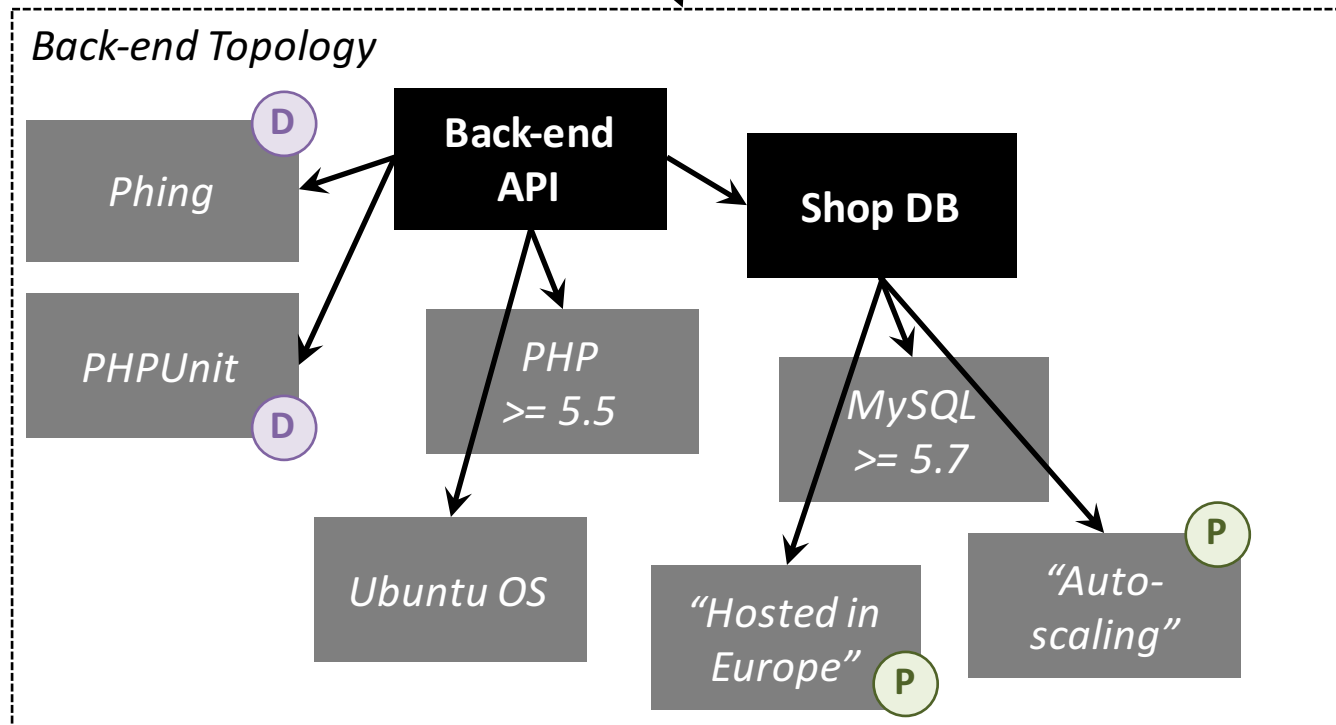 Back-end Topology
D
Phing
Back-end
API
Shop DB
PHPUnit
D
PHP
>= 5.5
MySQL
>= 5.7
Ubuntu OS
“Hosted in
Europe”
P
P
“Auto-
scaling”